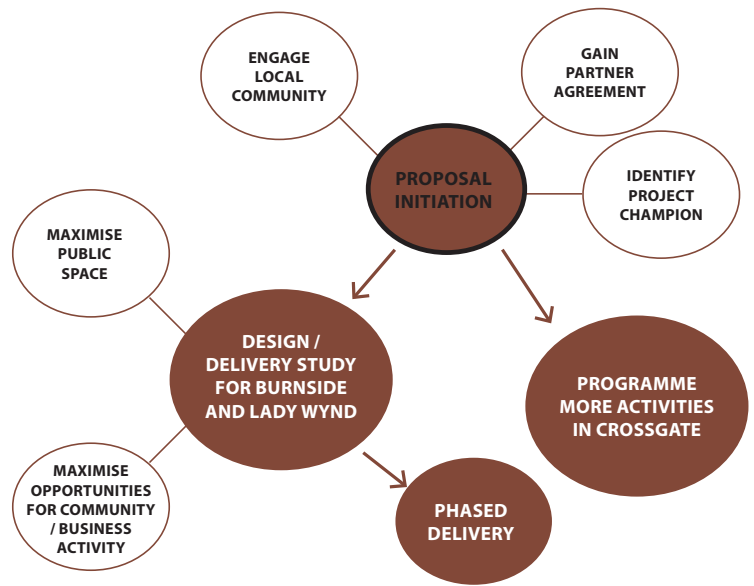 ENGAGE
LOCAL
COMMUNITY
GAIN
PARTNER
AGREEMENT
PROPOSAL
INITIATION
IDENTIFY
PROJECT
CHAMPION
MAXIMISE
PUBLIC
SPACE
DESIGN /
DELIVERY STUDY
FOR BURNSIDE
AND LADY WYND
PROGRAMME
MORE ACTIVITIES
IN CROSSGATE
MAXIMISE
OPPORTUNITIES
FOR COMMUNITY
/ BUSINESS
ACTIVITY
PHASED
DELIVERY